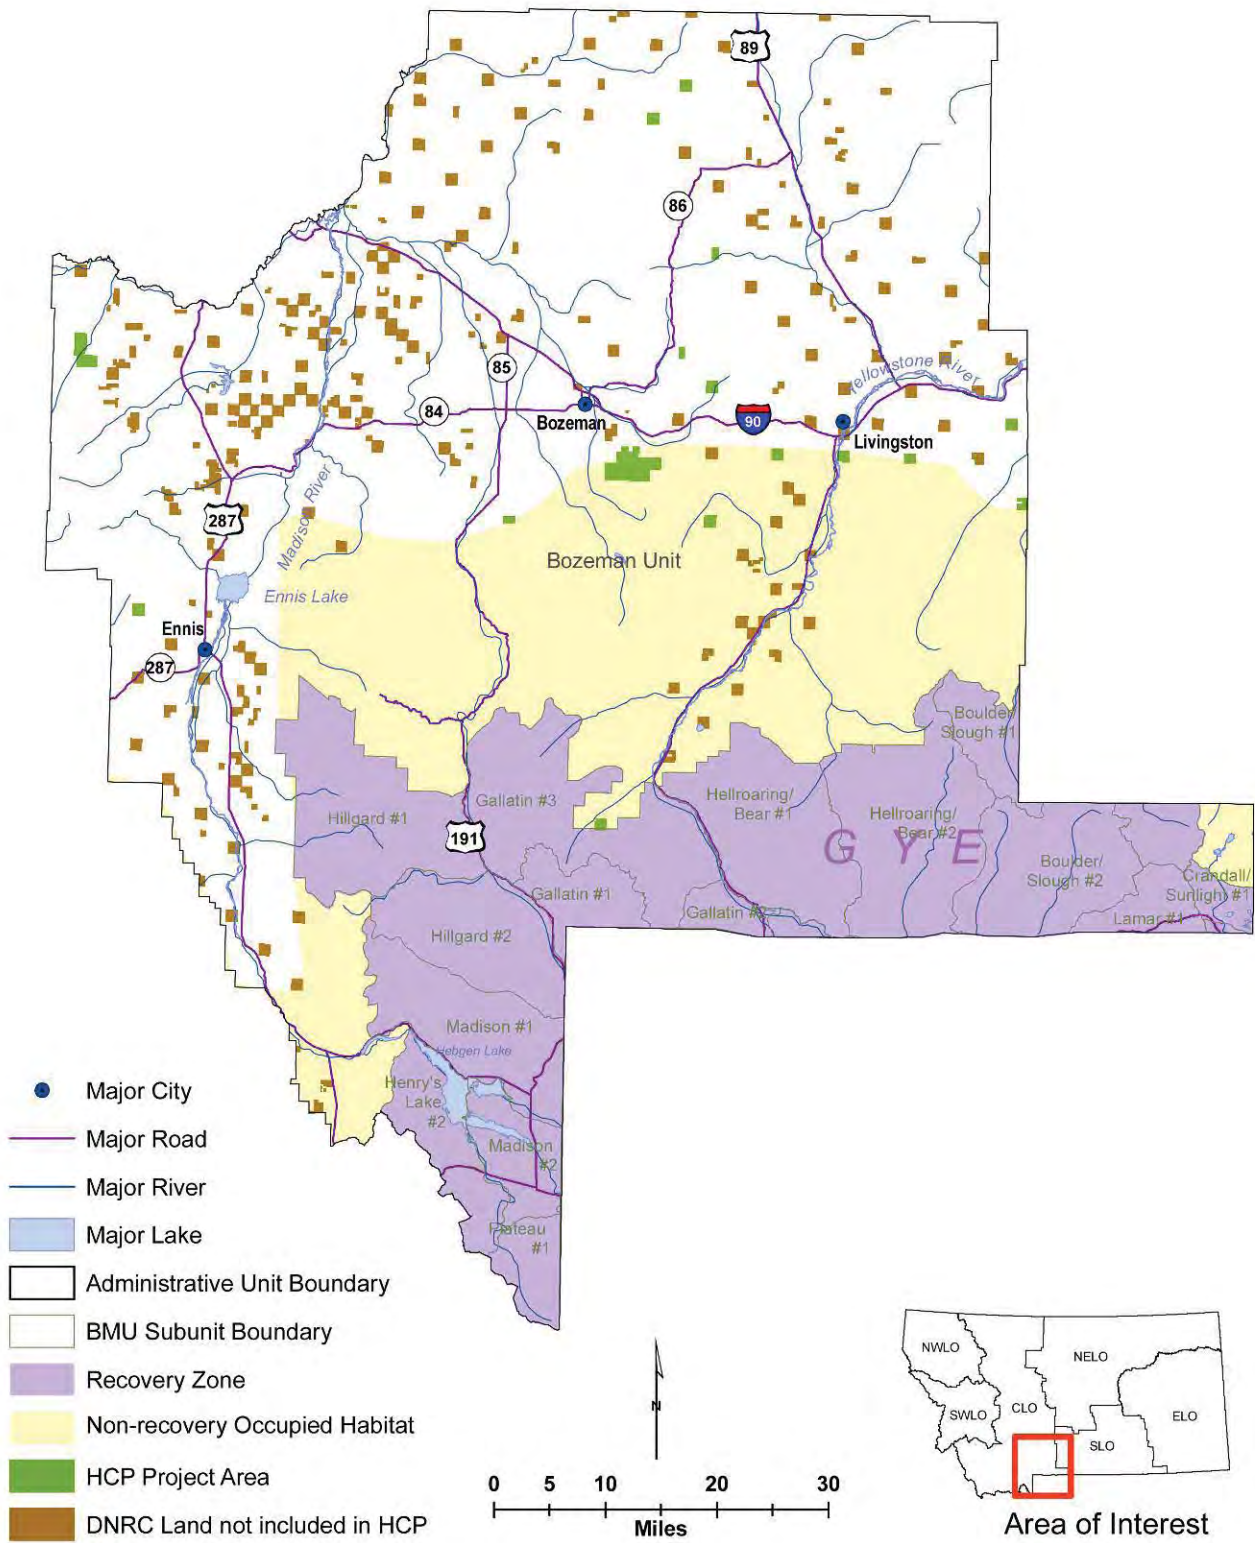 89
86
85
84
90
Bozeman
Livingston
Yellowstone River
287
Madison River
Bozeman Unit
Ennis Lake
Ennis
287
Boulder/
Slough #1
Hillgard #1
Gallatin #3
191
Hellroaring/
Bear #1
Hellroaring/
Bear #2
G Y E
Boulder/
Slough #2
Crandall/
Sunlight #1
Gallatin #1
Gallatin #2
Lamar #1
Hillgard #2
Madison #1
Hebgen Lake
Henry's
Lake
#2
Madison
#2
Plateau
#1
Major City
Major Road
Major River
Major Lake
Administrative Unit Boundary
BMU Subunit Boundary
Recovery Zone
Non-recovery Occupied Habitat
HCP Project Area
DNRC Land not included in HCP
N
0 5 10 20 30
Miles
NWLO
SWLO
CLO
NELO
SLO
ELO
Area of Interest